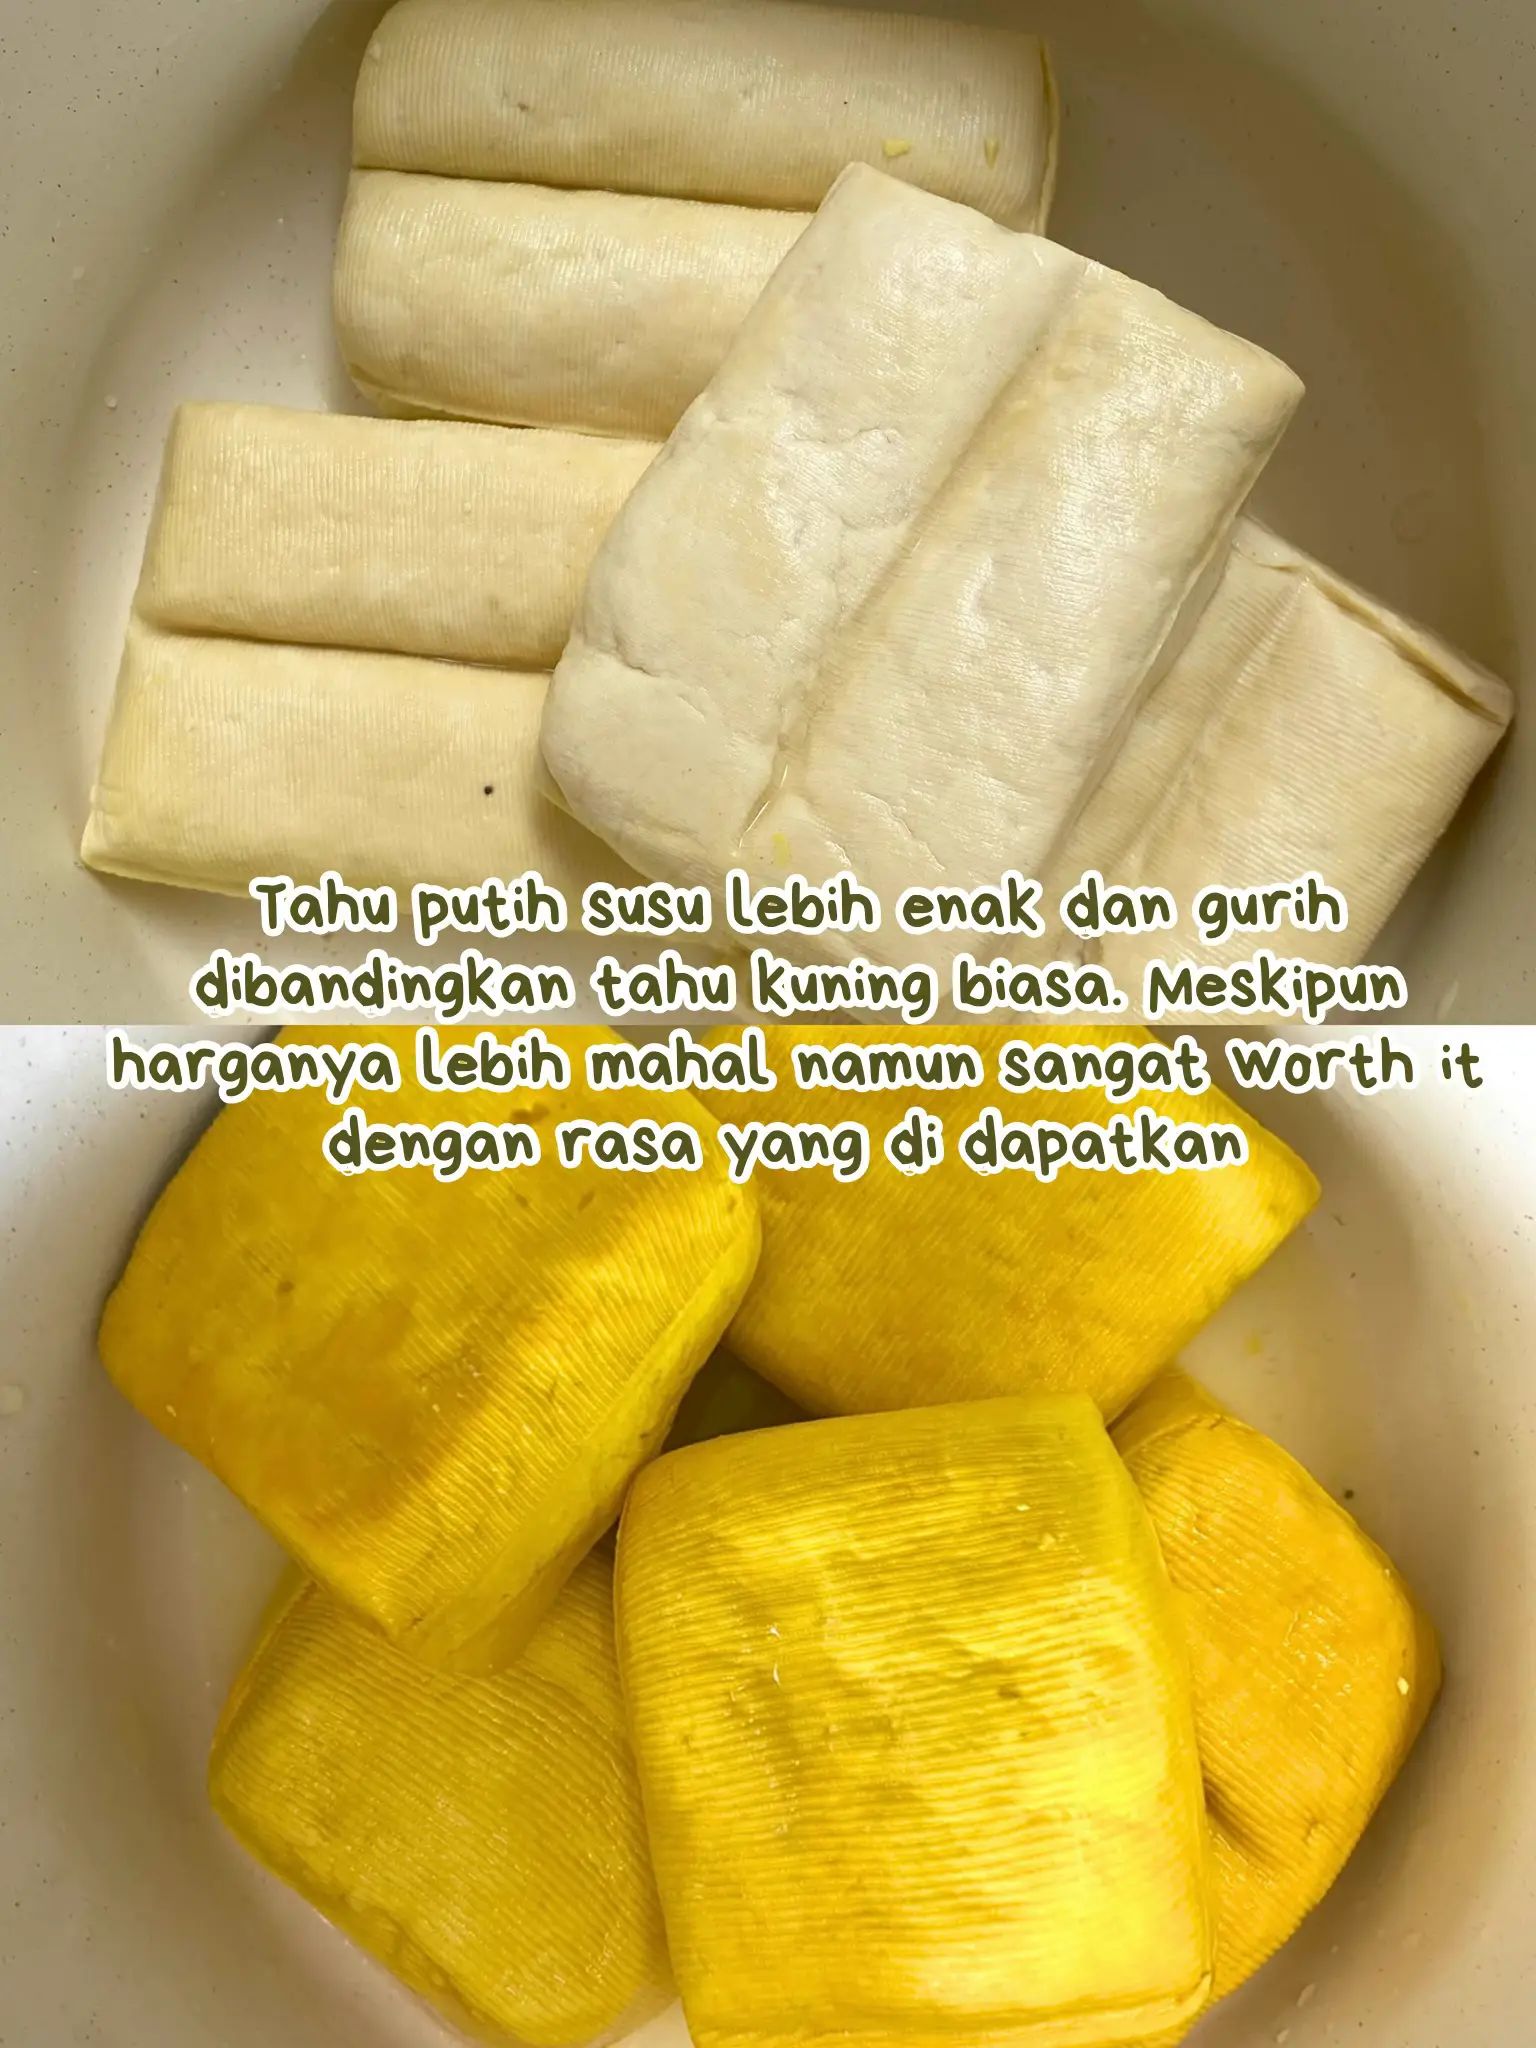 Tahu putih susu lebih enak dan gurih
dibandingkan tahu kuning biasa. Meskipun
harganya lebih mahal namun sangat worth it
dengan rasa yang di dapatkan